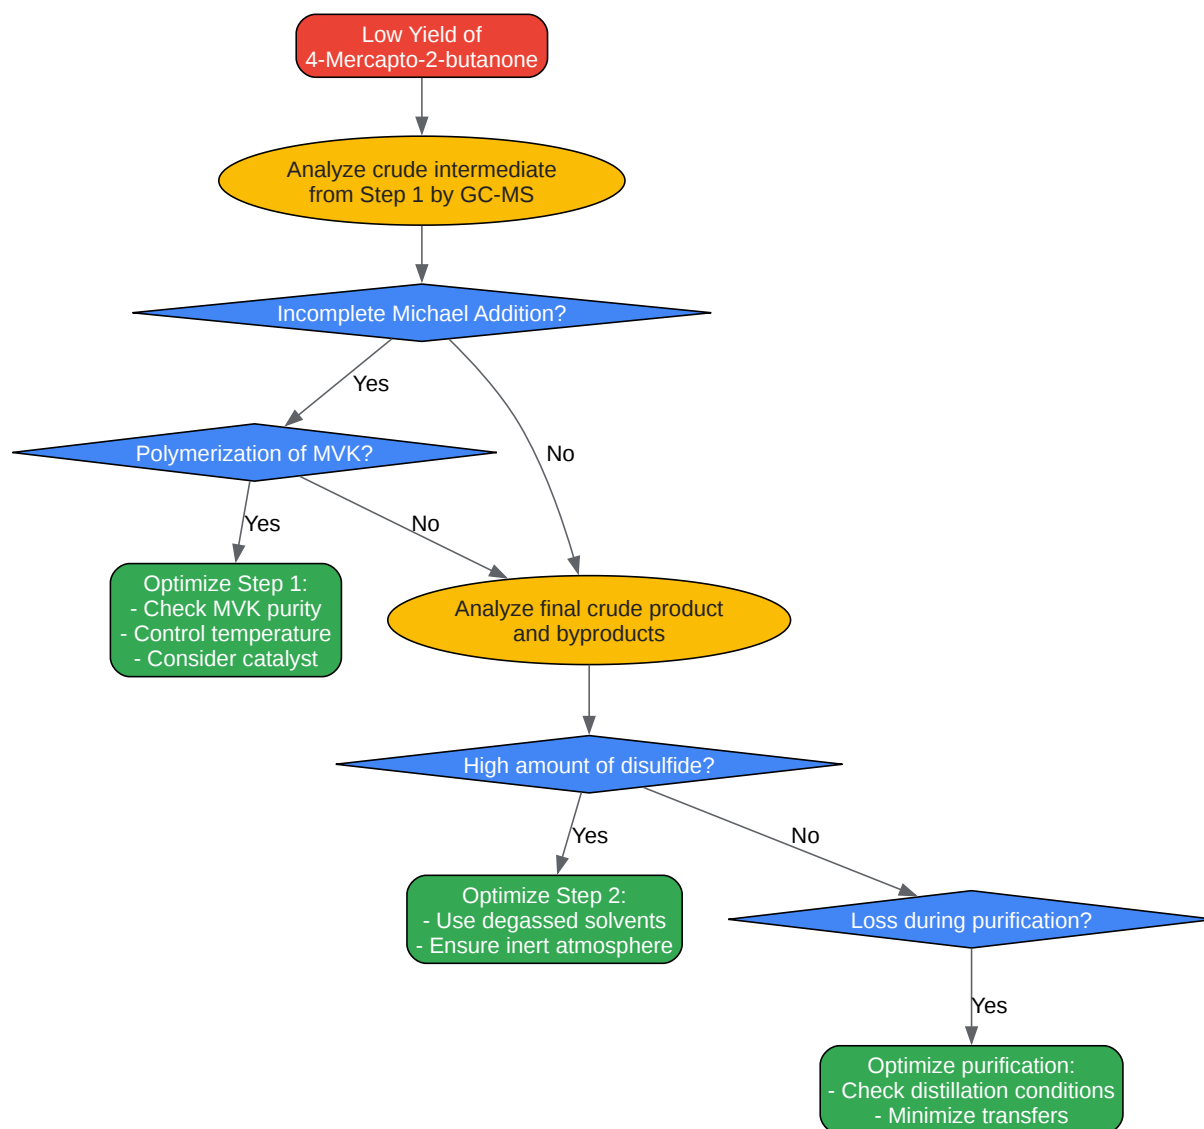 Low Yield of
4-Mercapto-2-butanone
Analyze crude intermediate
from Step 1 by GC-MS
Incomplete Michael Addition?
Yes
No
Polymerization of MVK?
Yes
No
Optimize Step 1:
- Check MVK purity
- Control temperature
- Consider catalyst
Analyze final crude product
and byproducts
High amount of disulfide?
Yes
No
Optimize Step 2:
- Use degassed solvents
- Ensure inert atmosphere
Loss during purification?
Yes
Optimize purification:
- Check distillation conditions
- Minimize transfers